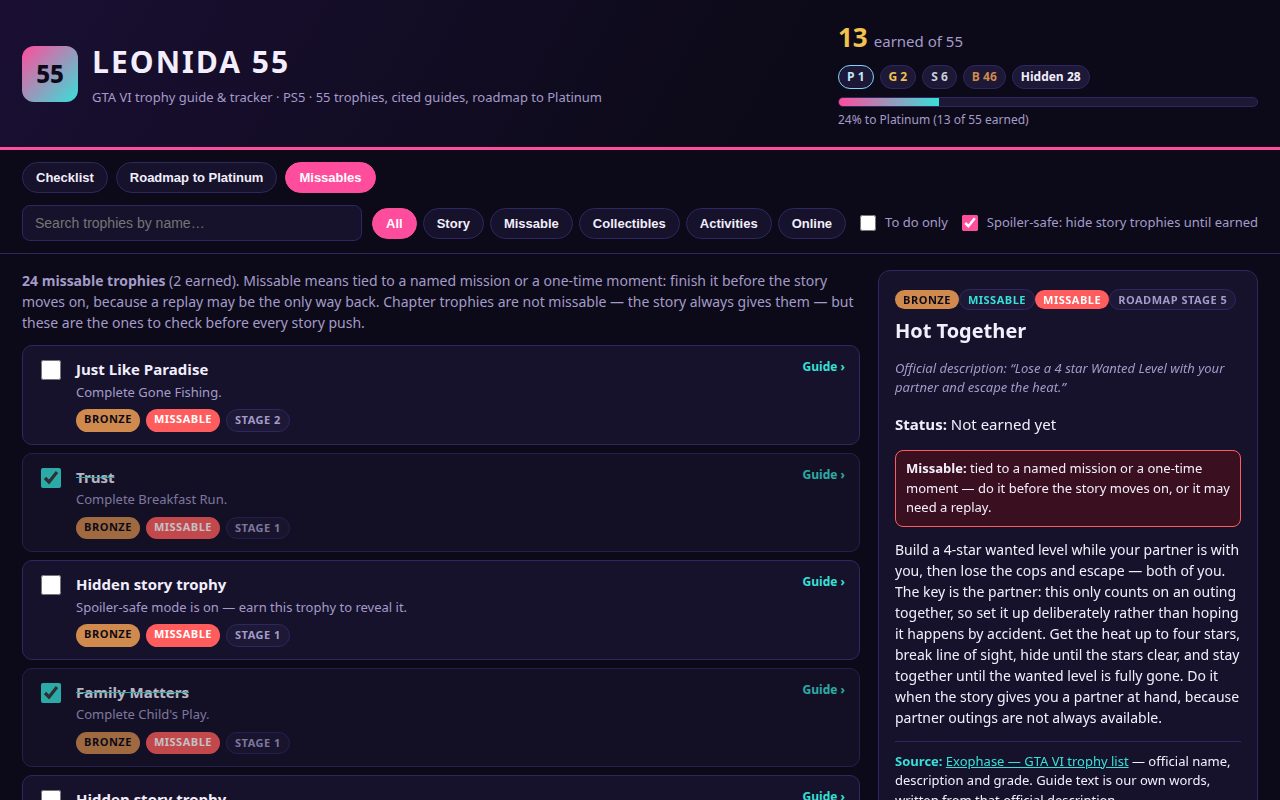 55
LEONIDA 55
GTA VI trophy guide & tracker · PS5 · 55 trophies, cited guides, roadmap to Platinum
13 earned of 55
P 1 G 2 S 6 B 46 Hidden 28
24% to Platinum (13 of 55 earned)
Checklist Roadmap to Platinum Missables
Search trophies by name… All Story Missable Collectibles Activities Online To do only Spoiler-safe: hide story trophies until earned
24 missable trophies (2 earned). Missable means tied to a named mission or a one-time moment: finish it before the story
moves on, because a replay may be the only way back. Chapter trophies are not missable — the story always gives them — but
these are the ones to check before every story push.
Just Like Paradise
Guide ›
Complete Gone Fishing.
BRONZE MISSABLE STAGE 2
Trust
Guide ›
Complete Breakfast Run.
BRONZE MISSABLE STAGE 1
Hidden story trophy
Guide ›
Spoiler-safe mode is on — earn this trophy to reveal it.
BRONZE MISSABLE STAGE 1
Family Matters
Guide ›
Complete Child's Play.
BRONZE MISSABLE STAGE 1
Hidden story trophy
Guide ›
BRONZE MISSABLE MISSABLE ROADMAP STAGE 5
Hot Together
Official description: “Lose a 4 star Wanted Level with your
partner and escape the heat.”
Status: Not earned yet
Missable: tied to a named mission or a one-time
moment — do it before the story moves on, or it may
need a replay.
Build a 4-star wanted level while your partner is with
you, then lose the cops and escape — both of you.
The key is the partner: this only counts on an outing
together, so set it up deliberately rather than hoping
it happens by accident. Get the heat up to four stars,
break line of sight, hide until the stars clear, and stay
together until the wanted level is fully gone. Do it
when the story gives you a partner at hand, because
partner outings are not always available.
Source: Exophase — GTA VI trophy list — official name,
description and grade. Guide text is our own words,
written from that official description.